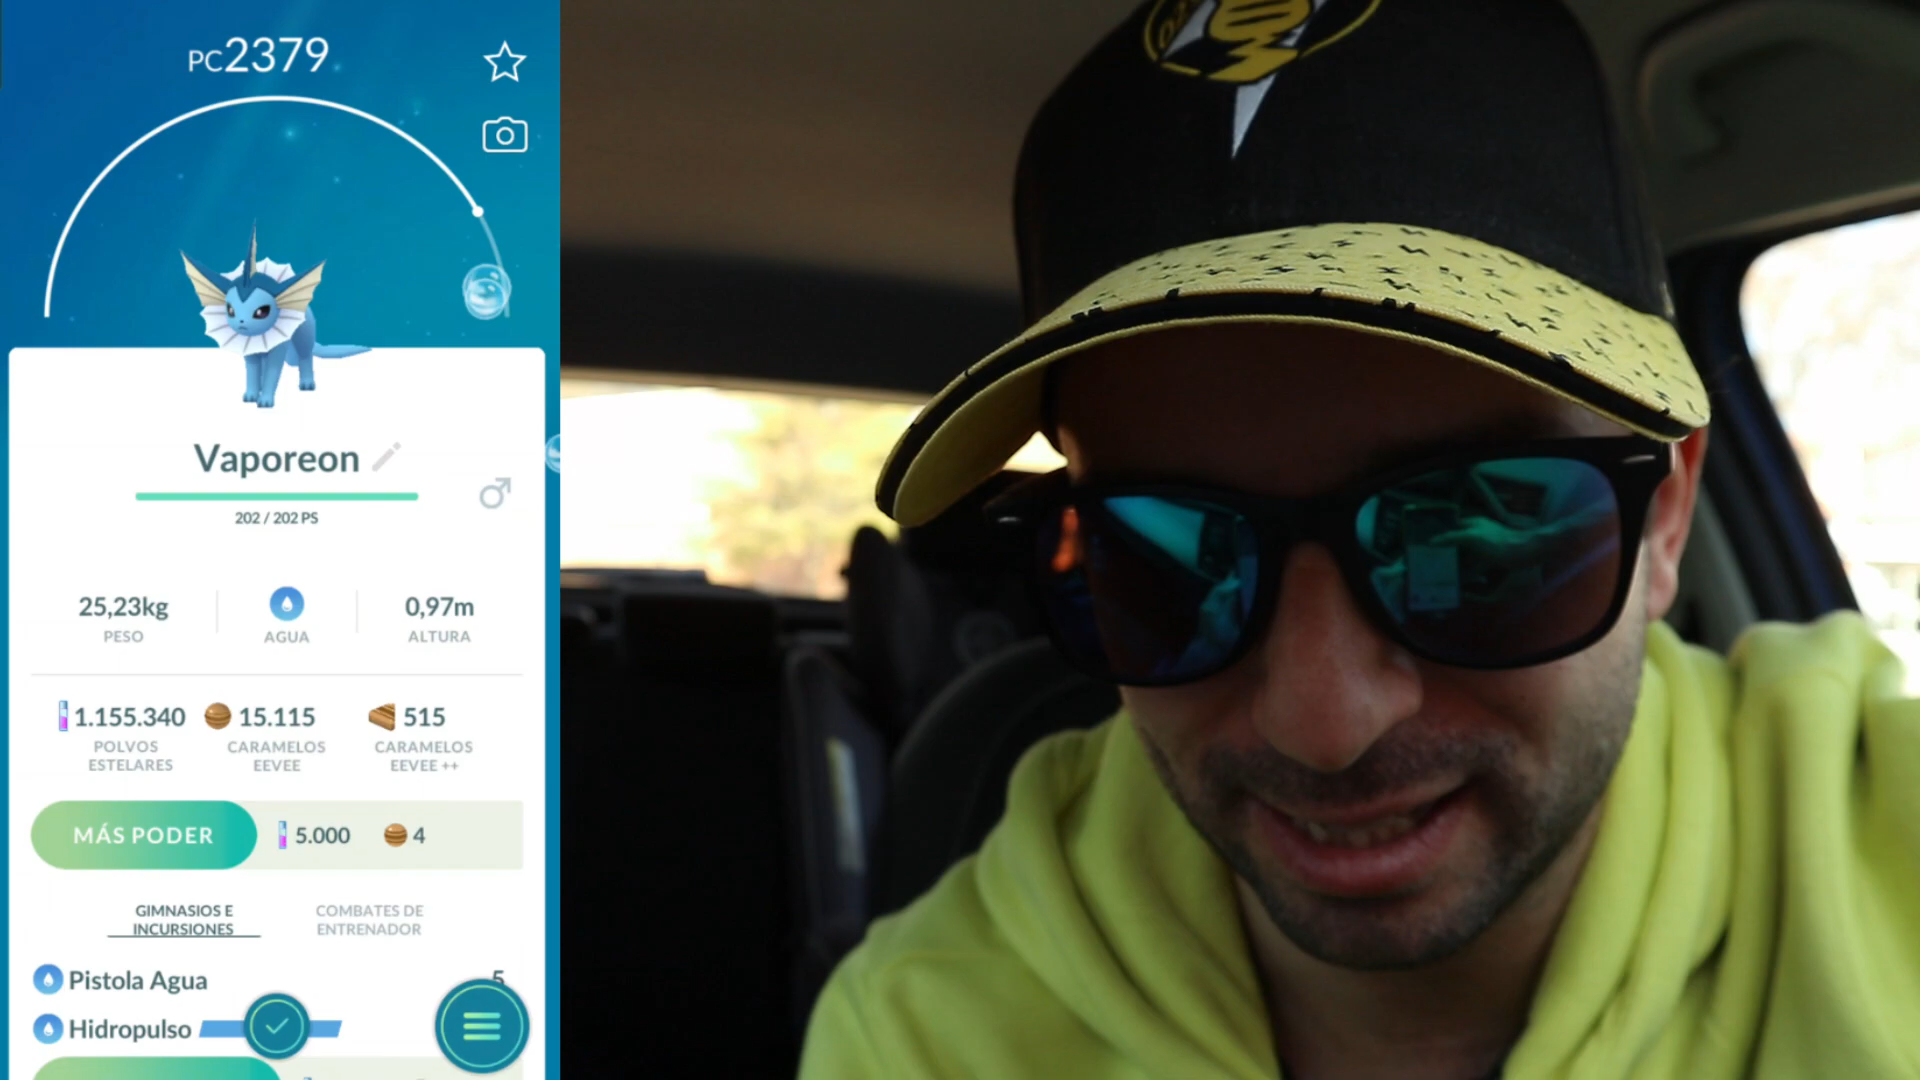 PC2379
Vaporeon
202 / 202 PS
25,23kg
PESO
AGUA
0,97m
ALTURA
1.155.340
POLVOS
ESTELARES
15.115
CARAMELOS
EEVEE
515
CARAMELOS
EEVEE ++
MÁS PODER
5.000
4
GIMNASIOS E
INCURSIONES
COMBATES DE
ENTRENADOR
Pistola Agua
5
Hidropulso